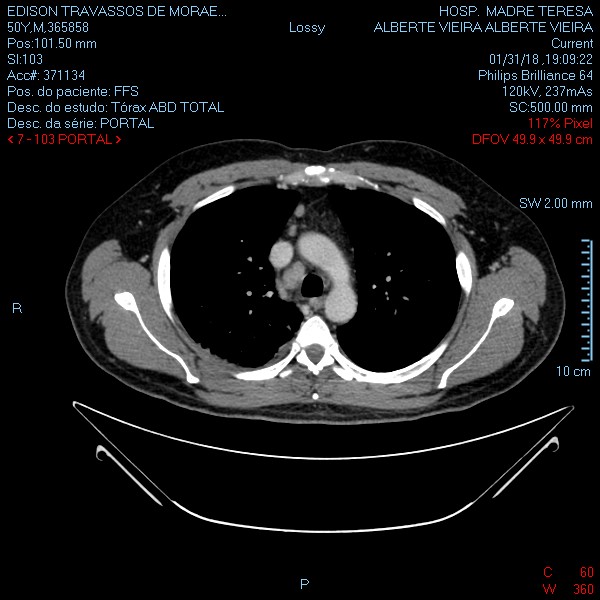 EDISON TRAVASSOS DE MORAE...
50Y,M,365858
Pos:101.50 mm
Sl:103
Acc#: 371134
Pos. do paciente: FFS
Desc. do estudo: Tórax ABD TOTAL
Desc. da série: PORTAL
< 7 - 103 PORTAL >
Lossy
HOSP. MADRE TERESA
ALBERTE VIEIRA ALBERTE VIEIRA
Current
01/31/18 ,19:09:22
Philips Brilliance 64
120kV, 237mAs
SC:500.00 mm
117% Pixel
DFOV 49.9 x 49.9 cm
SW 2.00 mm
R
10 cm
P
C 60
W 360